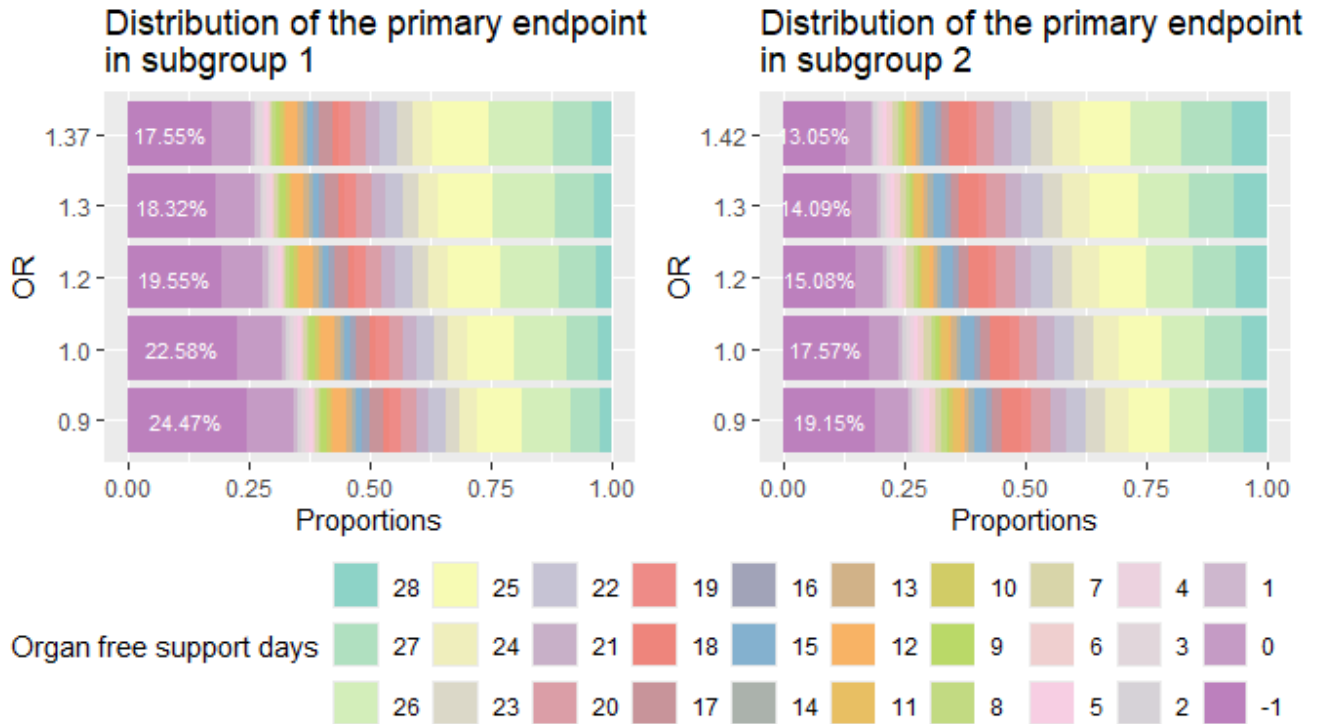 Distribution of the primary endpoint
in subgroup 1
1.37
17.55%
1.3
18.32%
OR
1.2
19.55%
1.0
22.58%
0.9
24.47%
0.00 0.25 0.50 0.75 1.00
Proportions
Distribution of the primary endpoint
in subgroup 2
1.42
13.05%
1.3
14.09%
OR
1.2
15.08%
1.0
17.57%
0.9
19.15%
0.00 0.25 0.50 0.75 1.00
Proportions
28 25 22 19 16 13 10 7 4 1
Organ free support days 27 24 21 18 15 12 9 6 3 0
26 23 20 17 14 11 8 5 2 -1